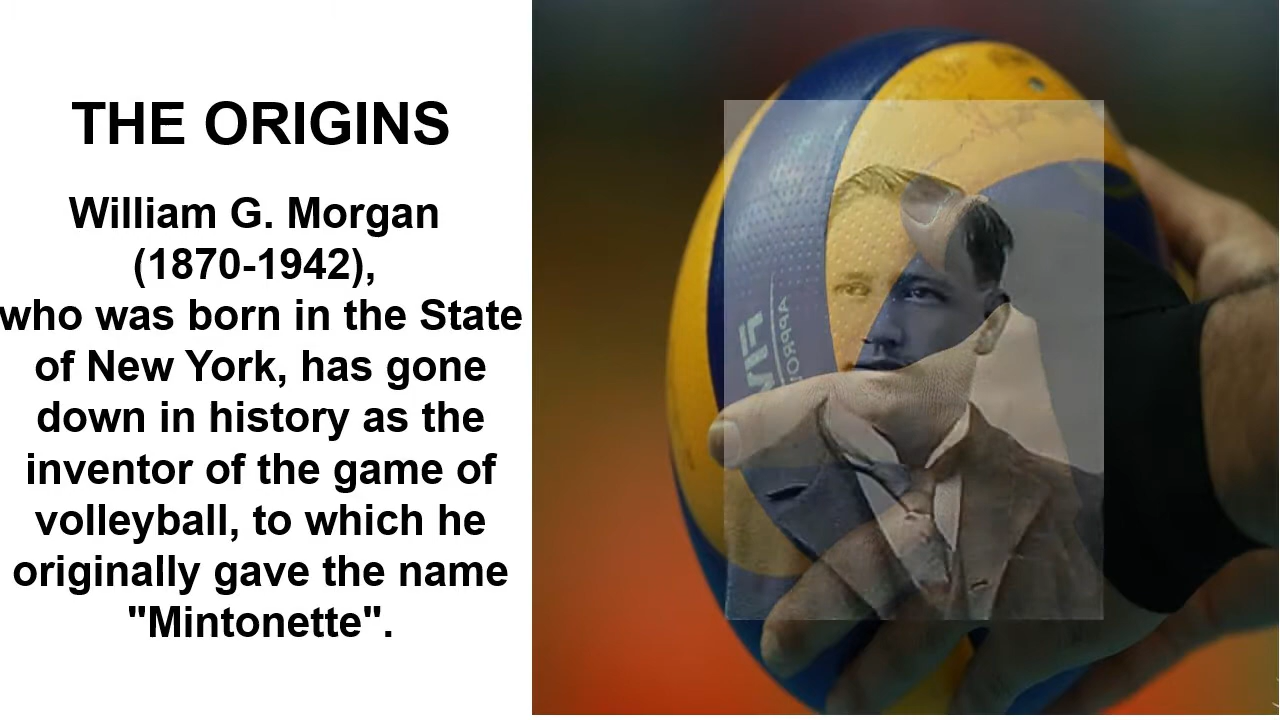 THE ORIGINS
William G. Morgan
(1870-1942),
who was born in the State
of New York, has gone
down in history as the
inventor of the game of
volleyball, to which he
originally gave the name
"Mintonette".